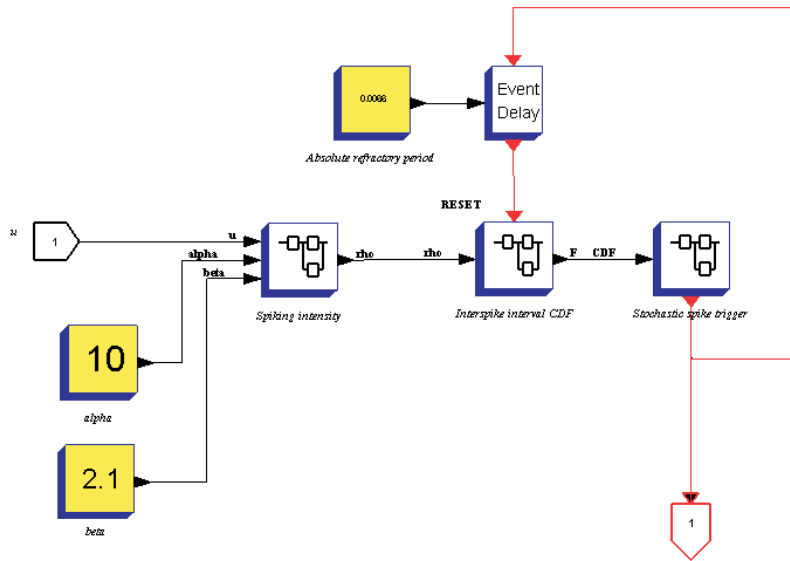 0.0066
Event
Delay
Absolute refractory period
RESET
u
1
u
alpha
beta
rho
rho
F
CDF
Spiking intensity
Interspike interval CDF
Stochastic spike trigger
10
alpha
2.1
beta
1